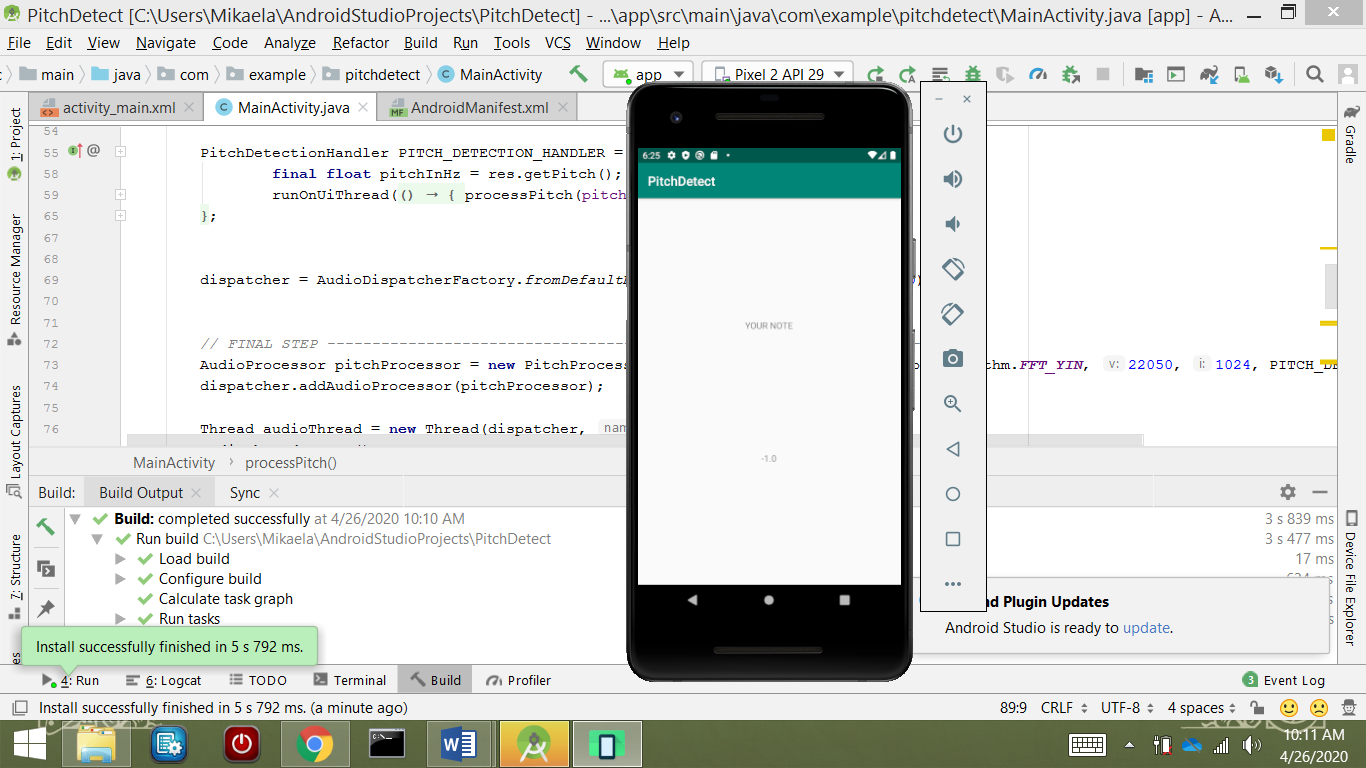 PitchDetect [C:\Users\Mikaela\AndroidStudioProjects\PitchDetect] - ...\app\src\main\java\com\example\pitchdetect\MainActivity.java [app] - A...
File Edit View Navigate Code Analyze Refactor Build Run Tools VCS Window Help
main java com example pitchdetect MainActivity app Pixel 2 API 29
activity_main.xml MainActivity.java AndroidManifest.xml
1: Project
Resource Manager
Layout Captures
7: Structure
Gradle
Device File Explorer
54
55 PitchDetectionHandler PITCH_DETECTION_HANDLER =
58 final float pitchInHz = res.getPitch();
59 runOnUiThread(() → { processPitch(pitch
65 };
67
68
69 dispatcher = AudioDispatcherFactory.fromDefault
70
71
72 // FINAL STEP
73 AudioProcessor pitchProcessor = new PitchProcess thm.FFT_YIN, v: 22050, i: 1024, PITCH_DE
74 dispatcher.addAudioProcessor(pitchProcessor);
75
76 Thread audioThread = new Thread(dispatcher, nam
MainActivity › processPitch()
6:25
PitchDetect
YOUR NOTE
-1.0
Build: Build Output Sync
Build: completed successfully at 4/26/2020 10:10 AM 3 s 839 ms
Run build C:\Users\Mikaela\AndroidStudioProjects\PitchDetect 3 s 477 ms
Load build 17 ms
Configure build
Calculate task graph
Run tasks
nd Plugin Updates
Android Studio is ready to update.
Install successfully finished in 5 s 792 ms.
4: Run 6: Logcat TODO Terminal Build Profiler 3 Event Log
Install successfully finished in 5 s 792 ms. (a minute ago) 89:9 CRLF UTF-8 4 spaces
10:11 AM
4/26/2020